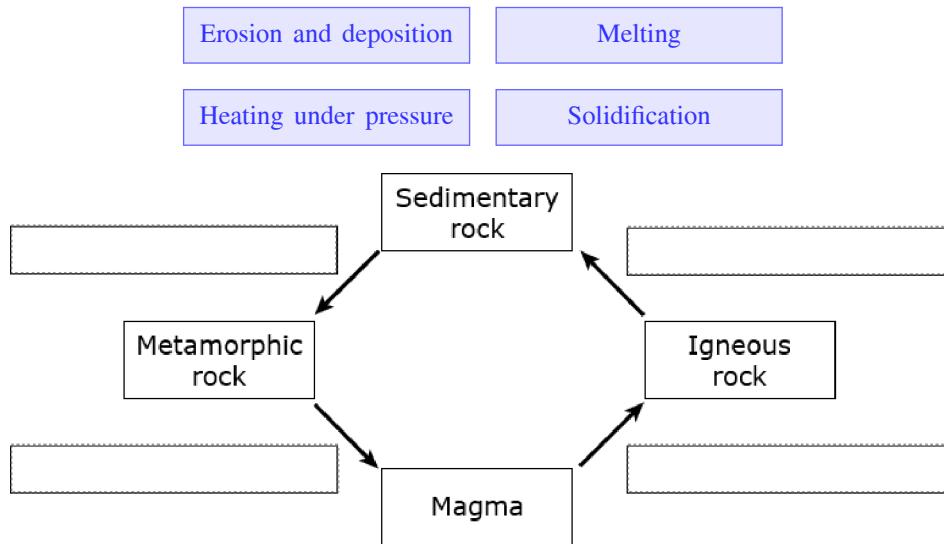 Erosion and deposition
Melting
Heating under pressure
Solidification
Sedimentary
rock
Metamorphic
rock
Igneous
rock
Magma